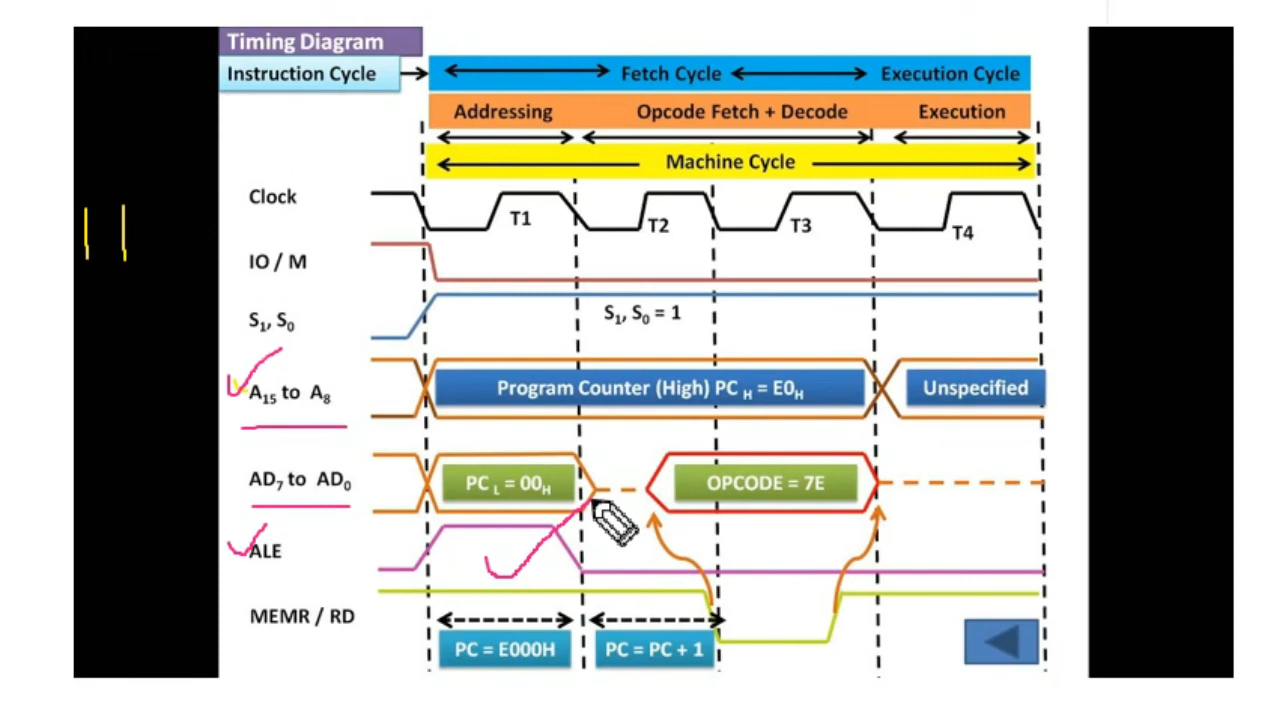 Timing Diagram
Instruction Cycle
Fetch Cycle Execution Cycle
Addressing Opcode Fetch + Decode Execution
Machine Cycle
Clock T1 T2 T3 T4
IO / M
S1, S0 S1, S0 = 1
A15 to A8 Program Counter (High) PC H = E0H Unspecified
AD7 to AD0 PC L = 00H OPCODE = 7E
ALE
MEMR / RD
PC = E000H PC = PC + 1